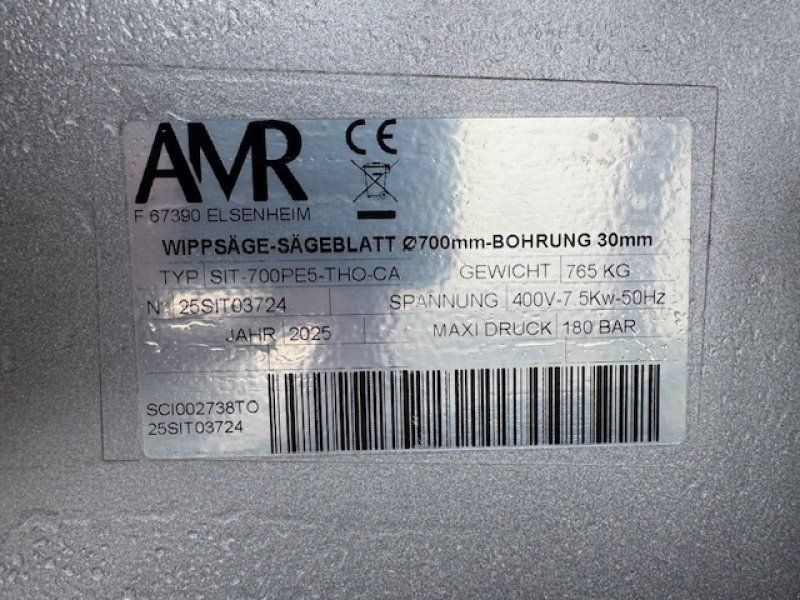 AMR CE
F 67390 ELSENHEIM
WIPPSÄGE-SÄGEBLATT Ø700mm-BOHRUNG 30mm
TYP SIT-700PE5-THO-CA GEWICHT 765 KG
N° 25SIT03724 SPANNUNG 400V-7.5Kw-50Hz
JAHR 2025 MAXI DRUCK 180 BAR
SCI002738TO
25SIT03724